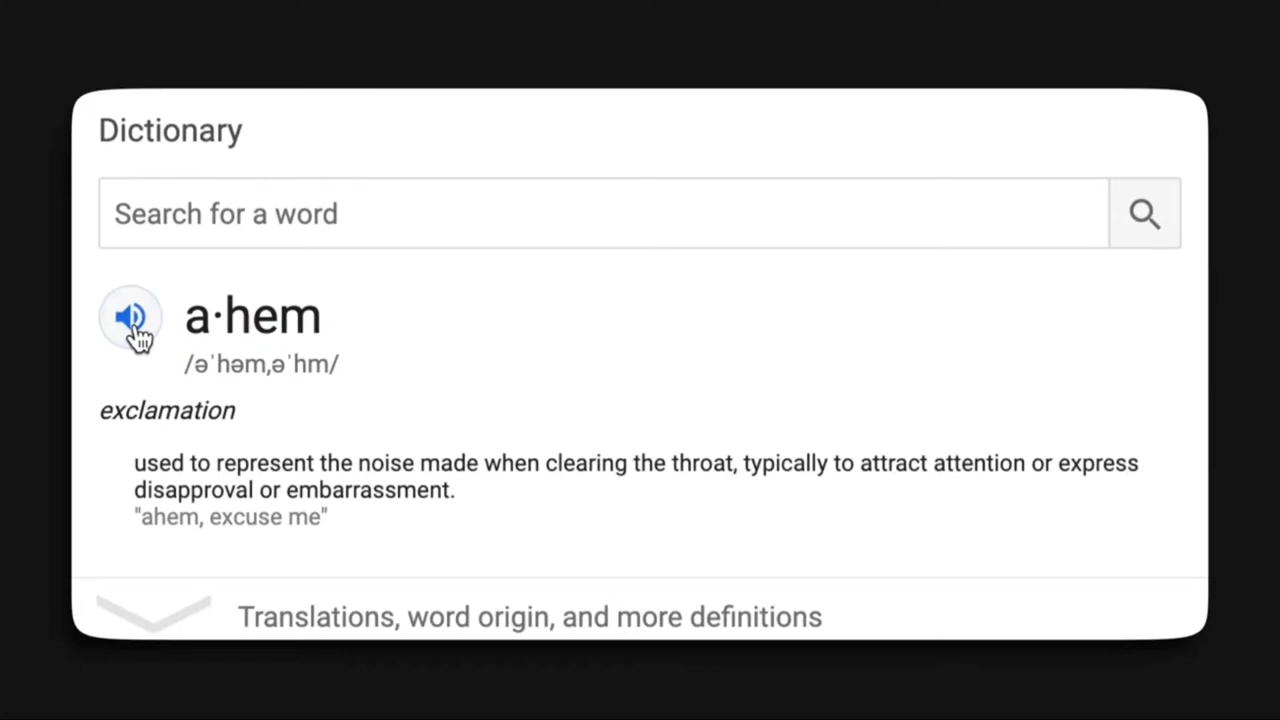 Dictionary
Search for a word
a·hem
/əˈhəm,əˈhm/
exclamation
used to represent the noise made when clearing the throat, typically to attract attention or express
disapproval or embarrassment.
"ahem, excuse me"
Translations, word origin, and more definitions